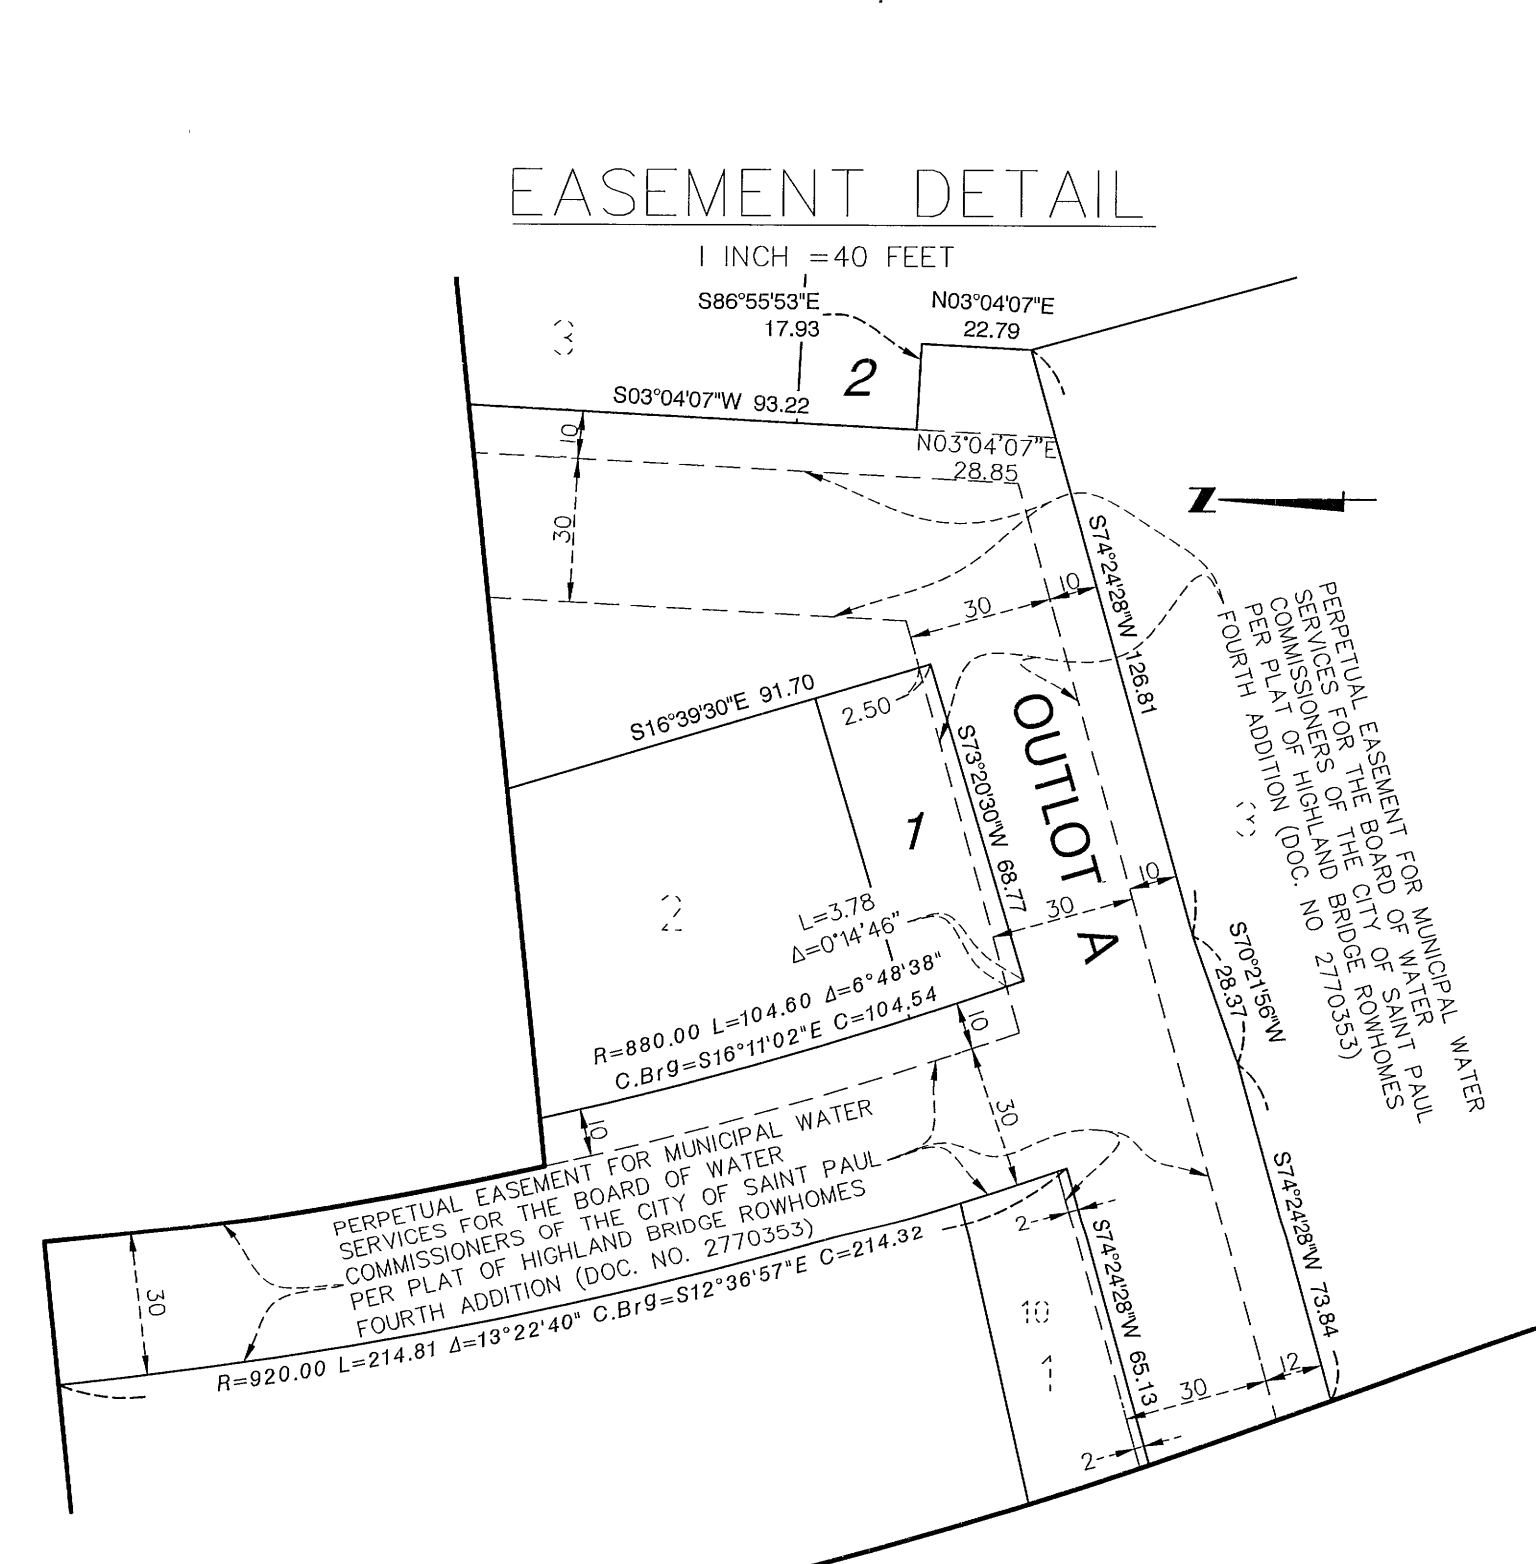 EASEMENT DETAIL
1 INCH =40 FEET
S86°55'53"E
17.93
N03°04'07"E
22.79
2
S03°04'07"W 93.22
N03°04'07"E
28.85
10
30
Z
S74°24'28"W 126.81
10
30
PERPETUAL EASEMENT FOR MUNICIPAL WATER
SERVICES FOR THE BOARD OF WATER
COMMISSIONERS OF THE CITY OF SAINT PAUL
PER PLAT OF HIGHLAND BRIDGE ROWHOMES
FOURTH ADDITION (DOC. NO 2770353)
S16°39'30"E 91.70
2.50
S73°20'30"W 68.77
OUTLOT A
1
2
10
30
L=3.78
Δ=0°14'46"
R=880.00 L=104.60 Δ=6°48'38"
C.Brg=S16°11'02"E C=104.54
S70°21'56"W
28.37
10
30
10
PERPETUAL EASEMENT FOR MUNICIPAL WATER
SERVICES FOR THE BOARD OF WATER
COMMISSIONERS OF THE CITY OF SAINT PAUL
PER PLAT OF HIGHLAND BRIDGE ROWHOMES
FOURTH ADDITION (DOC. NO. 2770353)
R=920.00 L=214.81 Δ=13°22'40" C.Brg=S12°36'57"E C=214.32
30
2
S74°24'28"W 65.13
S74°24'28"W 73.84
10
1
30
12
2